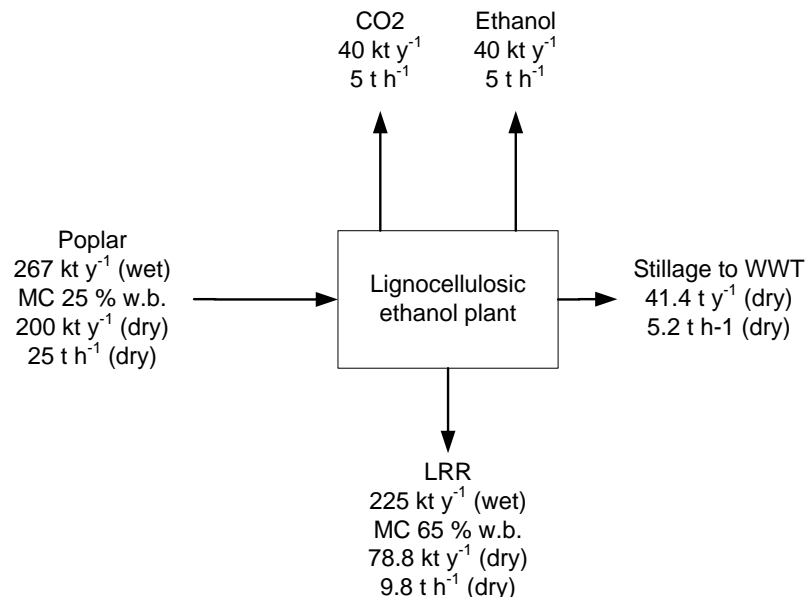 CO2
40 kt y⁻¹
5 t h⁻¹
Ethanol
40 kt y⁻¹
5 t h⁻¹
Poplar
267 kt y⁻¹ (wet)
MC 25 % w.b.
200 kt y⁻¹ (dry)
25 t h⁻¹ (dry)
Lignocellulosic
ethanol plant
Stillage to WWT
41.4 t y⁻¹ (dry)
5.2 t h-1 (dry)
LRR
225 kt y⁻¹ (wet)
MC 65 % w.b.
78.8 kt y⁻¹ (dry)
9.8 t h⁻¹ (dry)